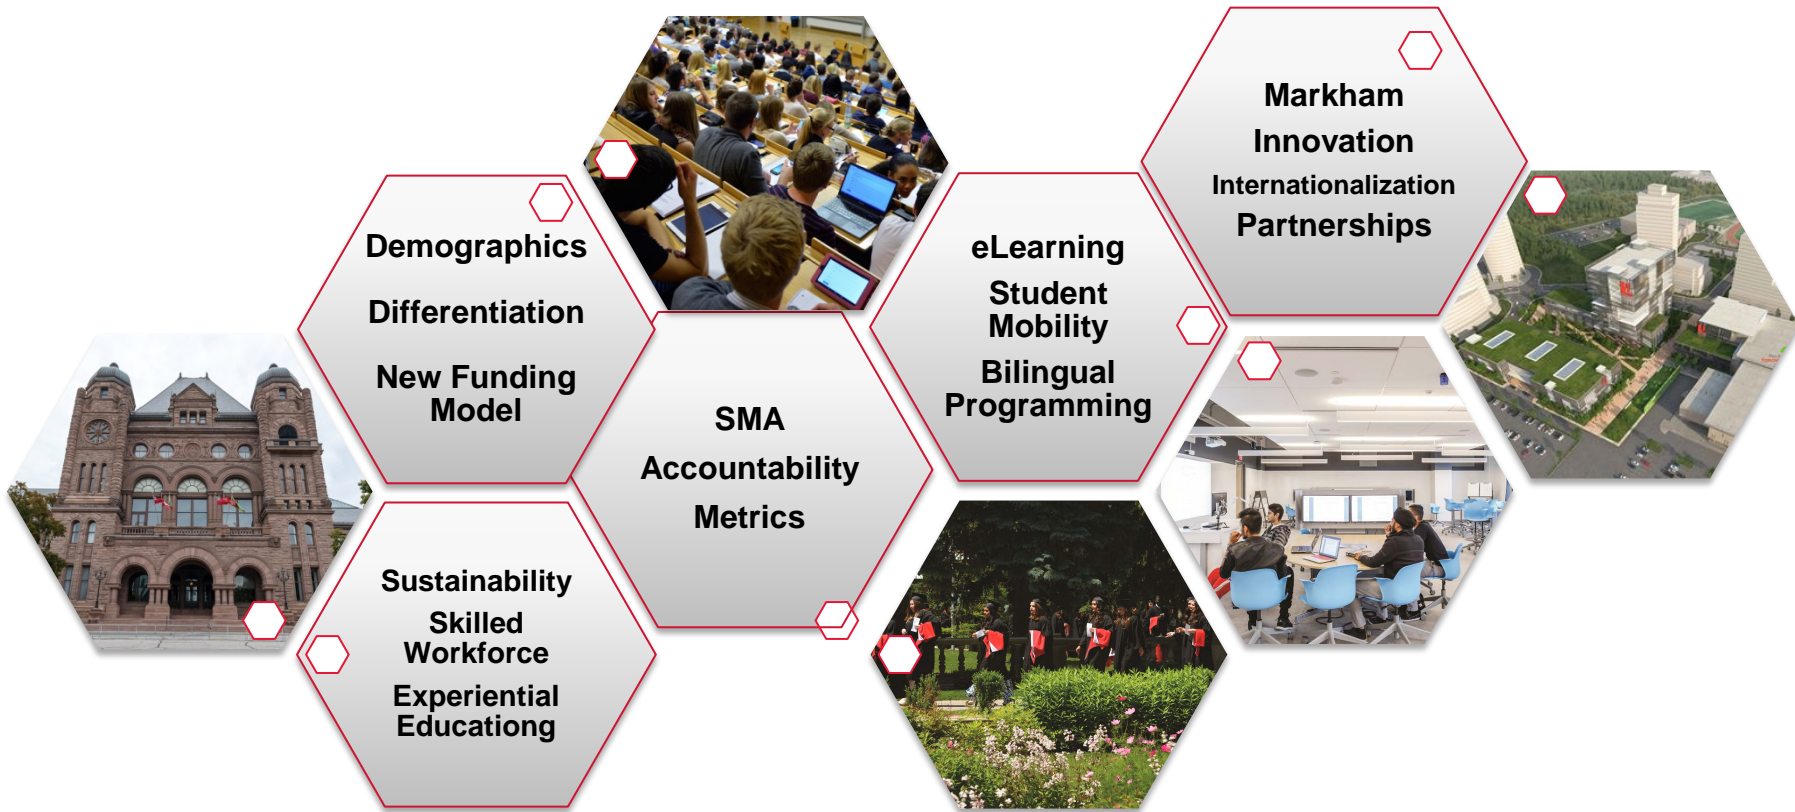 Demographics
Differentiation
New Funding
Model
Sustainability
Skilled
Workforce
Experiential
Educationg
SMA
Accountability
Metrics
eLearning
Student
Mobility
Bilingual
Programming
Markham
Innovation
Internationalization
Partnerships